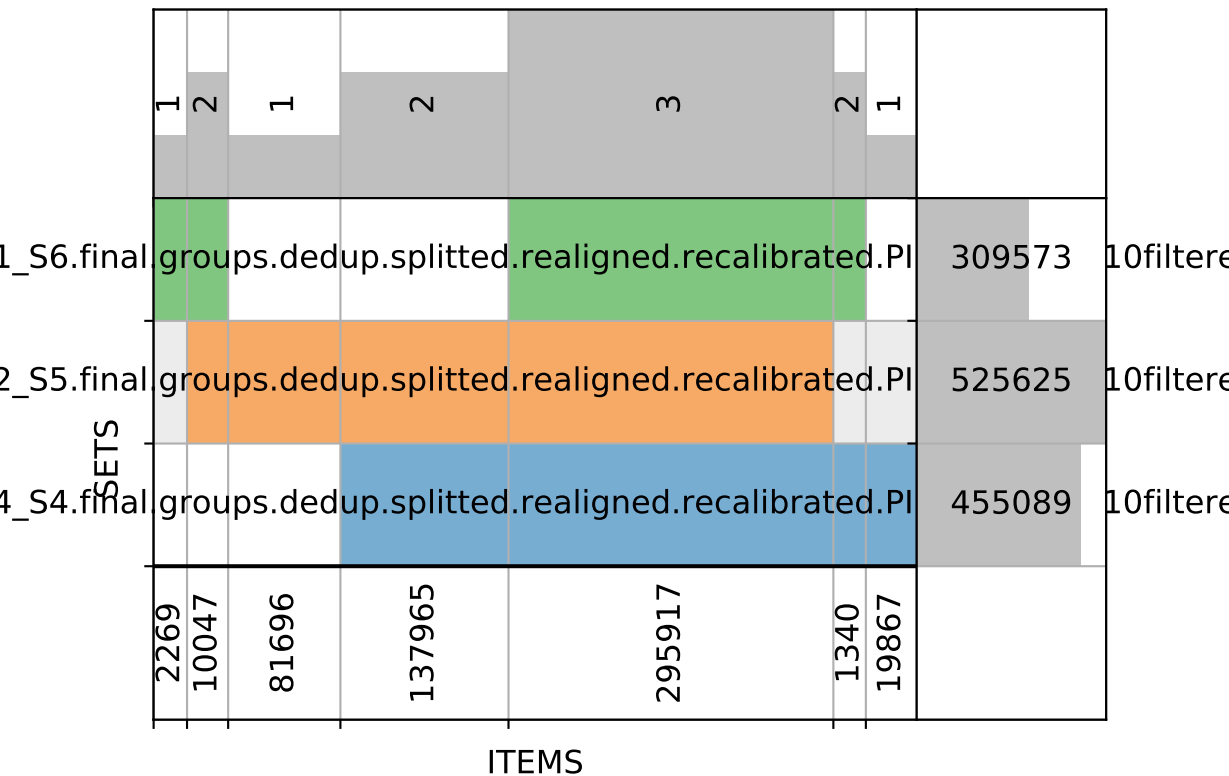 1 2 1 2 3 2 1
1_S6.final.groups.dedup.splitted.realigned.recalibrated.PI 309573 10filtere
2_S5.final.groups.dedup.splitted.realigned.recalibrated.PI 525625 10filtere
4_S4.final.groups.dedup.splitted.realigned.recalibrated.PI 455089 10filtere
SETS
2269 10047 81696 137965 295917 1340 19867
ITEMS